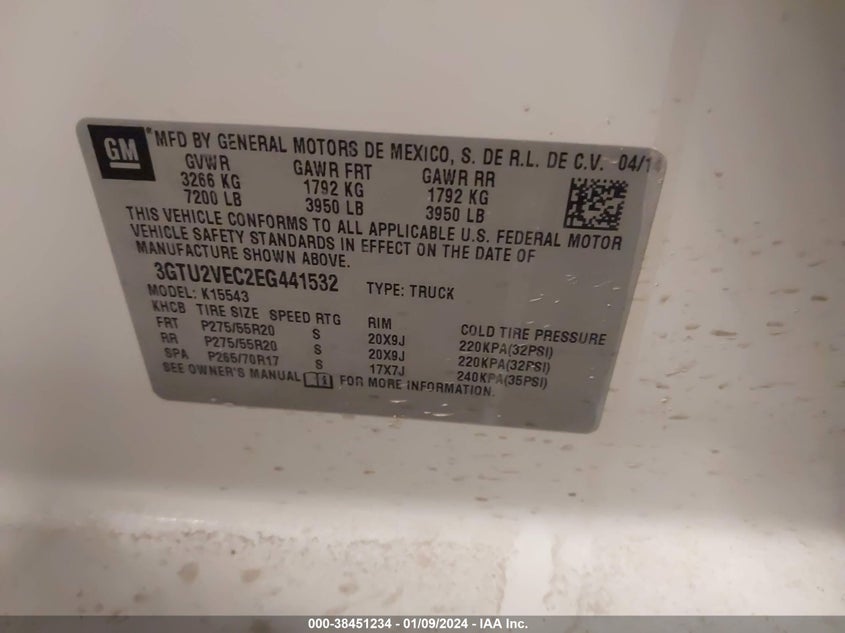 GM
*MFD BY GENERAL MOTORS DE MEXICO, S. DE R.L. DE C.V. 04/14
GVWR GAWR FRT GAWR RR
3266 KG 1792 KG 1792 KG
7200 LB 3950 LB 3950 LB
THIS VEHICLE CONFORMS TO ALL APPLICABLE U.S. FEDERAL MOTOR
VEHICLE SAFETY STANDARDS IN EFFECT ON THE DATE OF
MANUFACTURE SHOWN ABOVE.
3GTU2VEC2EG441532 TYPE: TRUCK
MODEL: K15543
KHCB TIRE SIZE SPEED RTG RIM COLD TIRE PRESSURE
FRT P275/55R20 S 20X9J 220KPA(32PSI)
RR P275/55R20 S 20X9J 220KPA(32PSI)
SPA P265/70R17 S 17X7J 240KPA(35PSI)
SEE OWNER'S MANUAL FOR MORE INFORMATION.
000-38451234 - 01/09/2024 - IAA Inc.